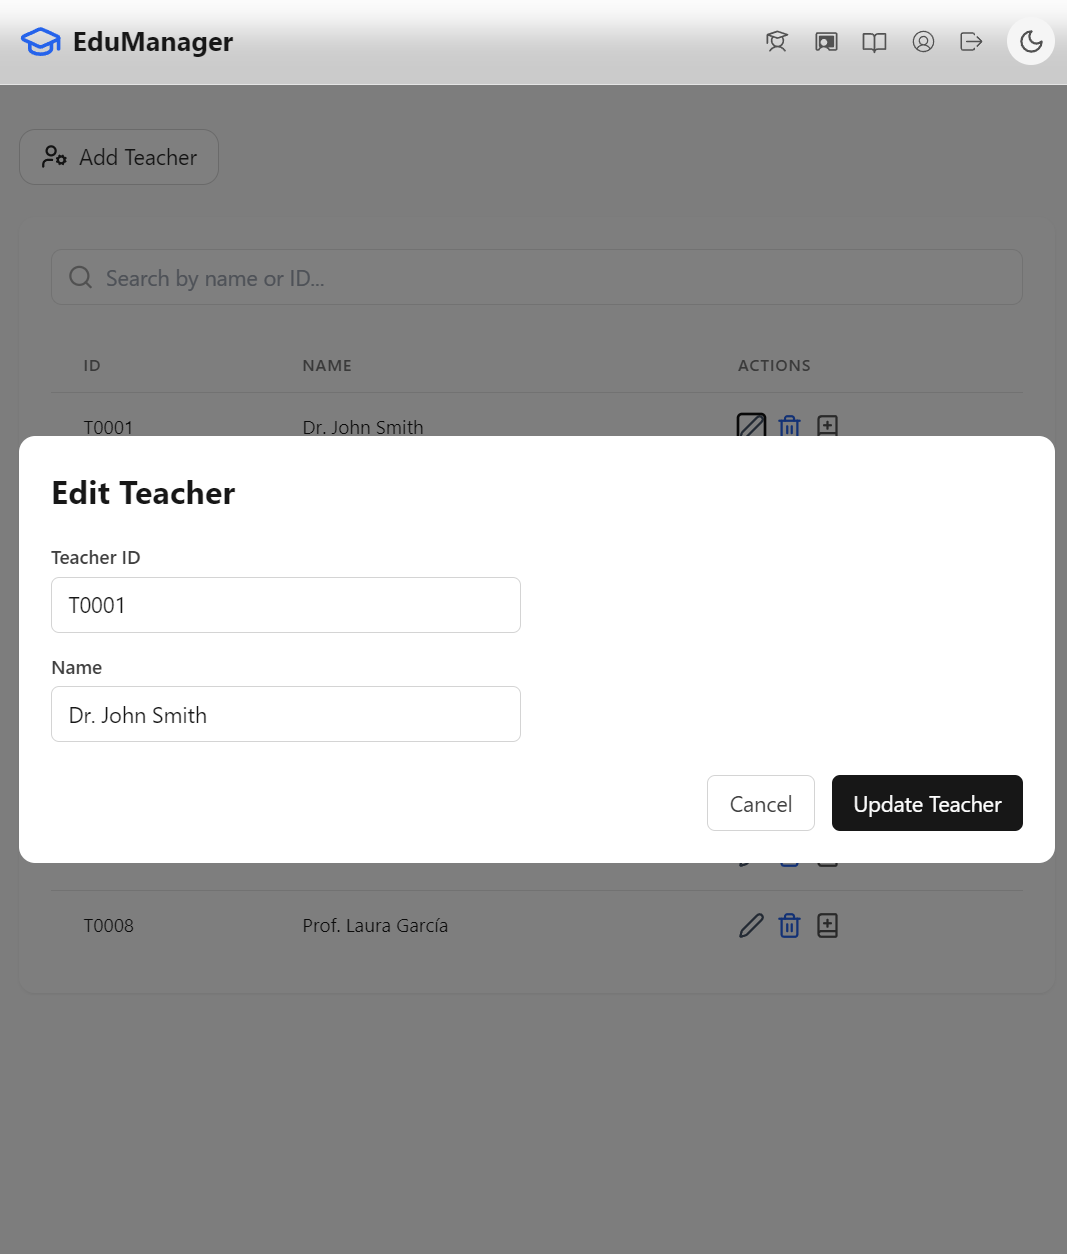 EduManager
Add Teacher
Search by name or ID...
ID NAME ACTIONS
T0001 Dr. John Smith
Edit Teacher
Teacher ID
T0001
Name
Dr. John Smith
Cancel Update Teacher
T0008 Prof. Laura García